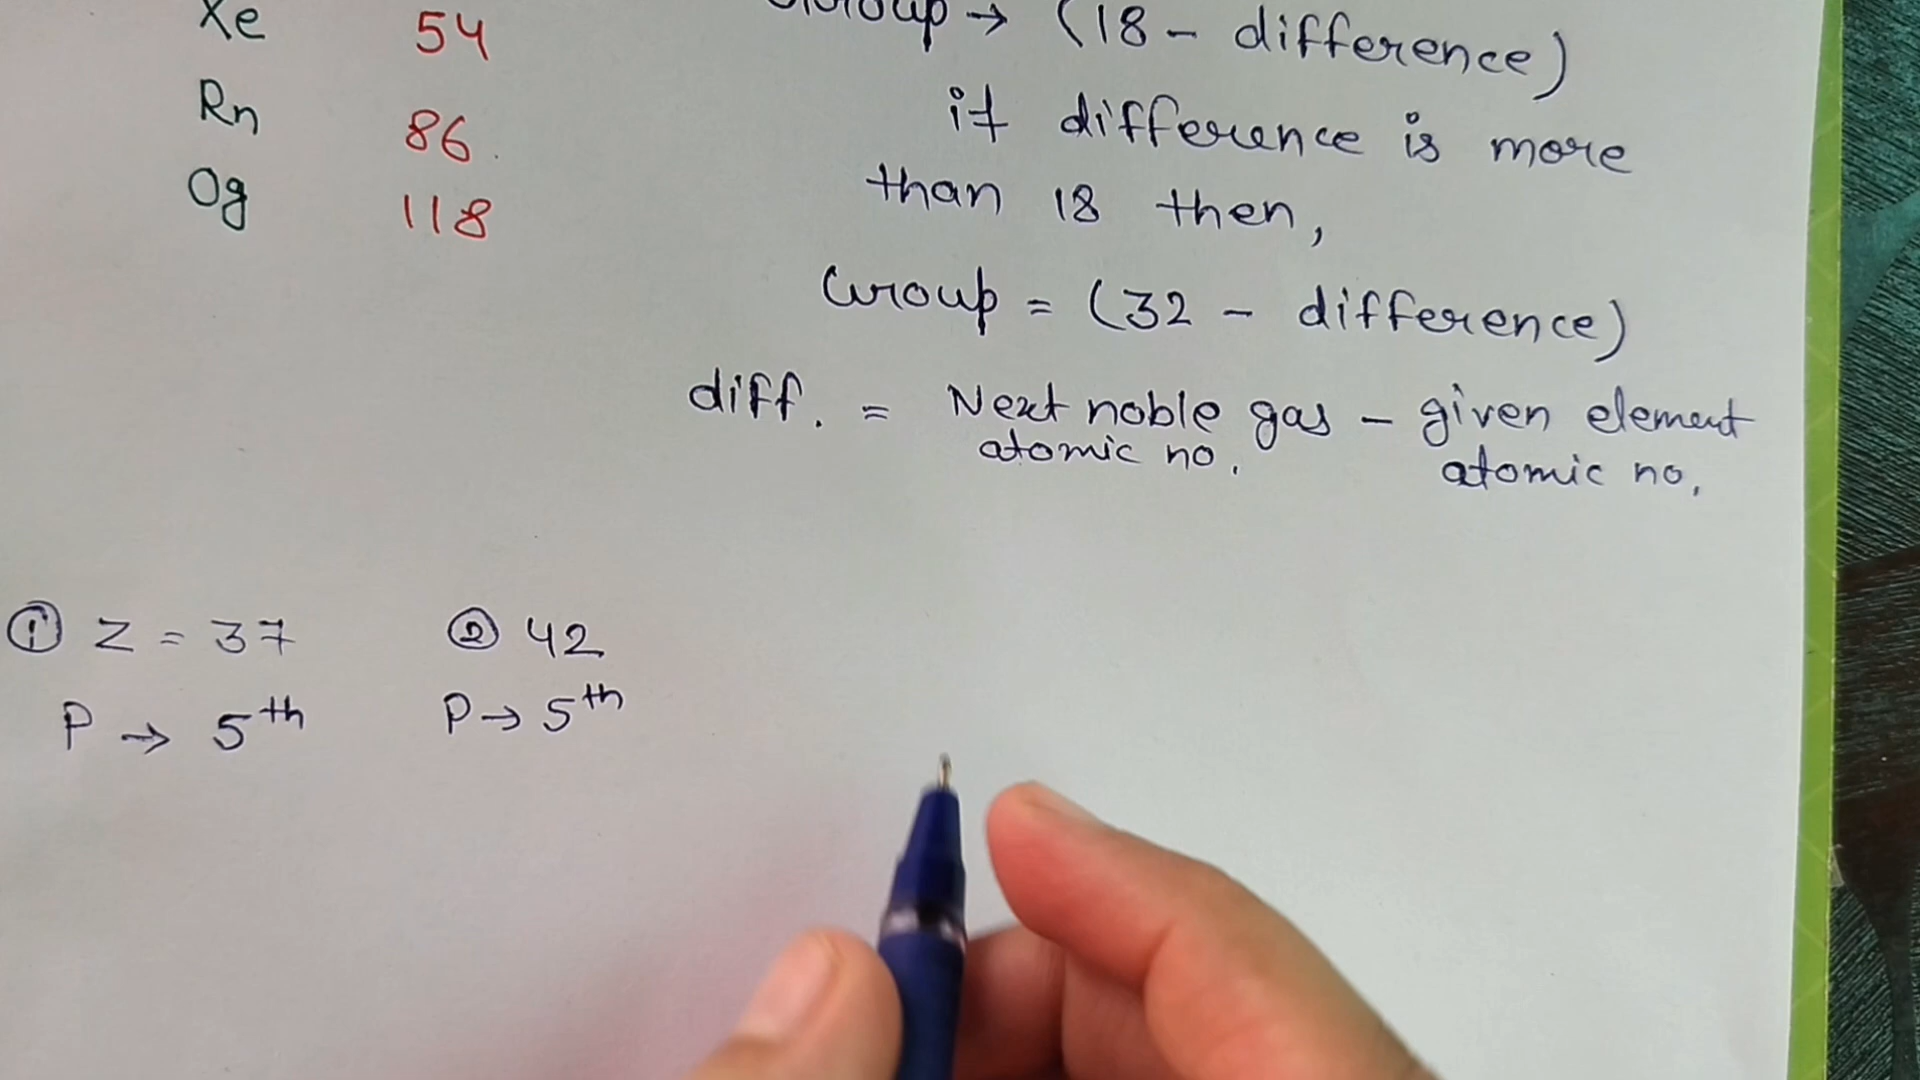 Xe 54
Rn 86
Og 118
Group → (18 - difference)
if difference is more
than 18 then,
Group = (32 - difference)
diff. = Next noble gas - given element
atomic no. atomic no.
① Z = 37 ② 42
P → 5th P → 5th